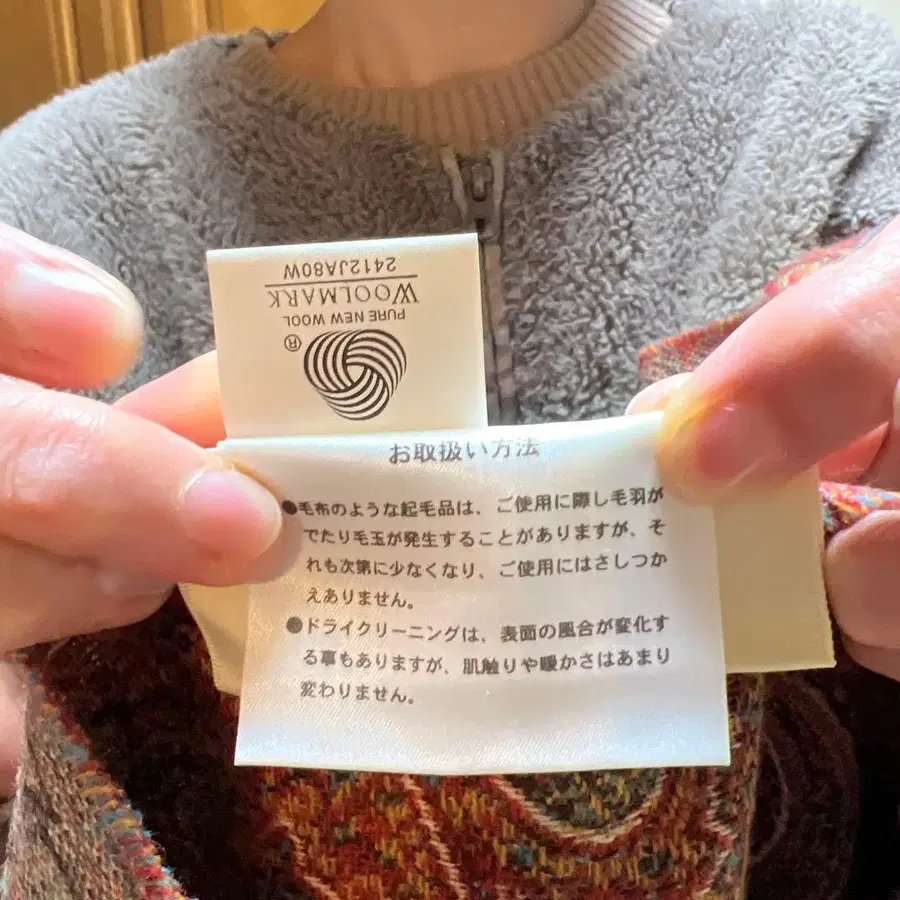 2412JA80W
WOOLMARK
PURE NEW WOOL
®
お取扱い方法
●毛布のような起毛品は、ご使用に際し毛羽が
でたり毛玉が発生することがありますが、そ
れも次第に少なくなり、ご使用にはさしつか
えありません。
●ドライクリーニングは、表面の風合が変化す
る事もありますが、肌触りや暖かさはあまり
変わりません。